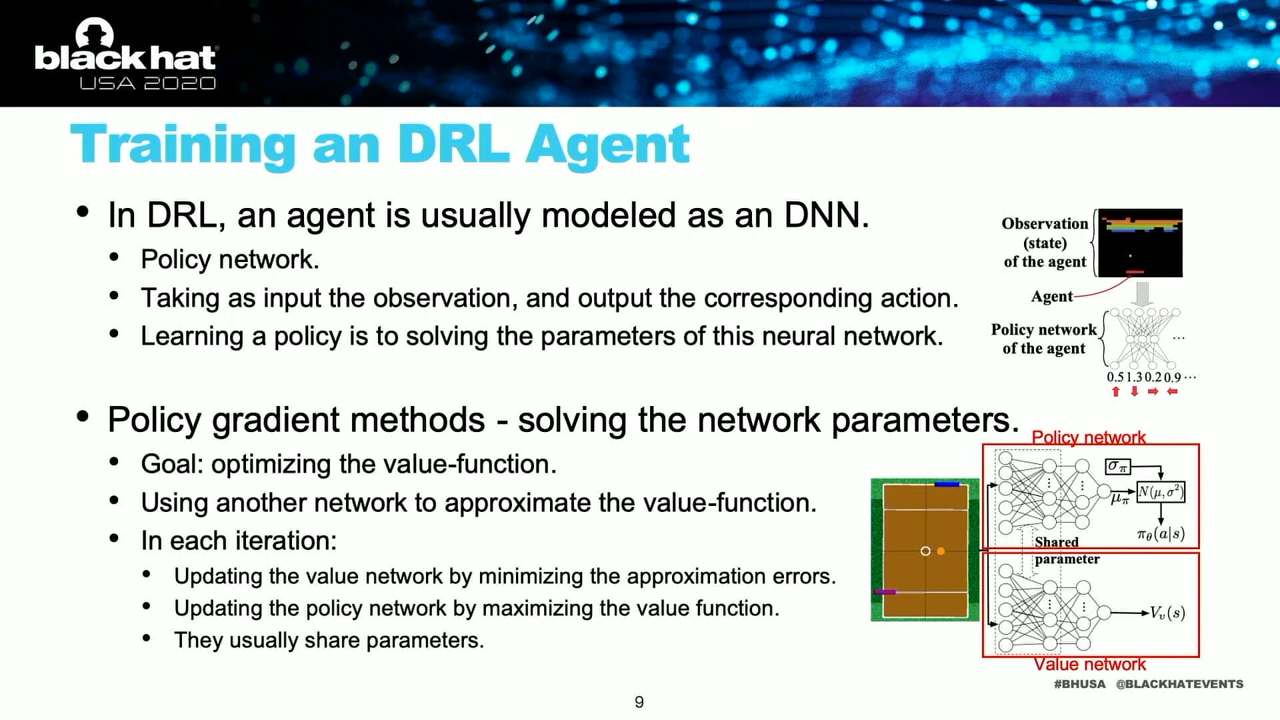 black hat
USA 2020
Training an DRL Agent
• In DRL, an agent is usually modeled as an DNN.
• Policy network.
• Taking as input the observation, and output the corresponding action.
• Learning a policy is to solving the parameters of this neural network.
Observation
(state)
of the agent
Agent
Policy network
of the agent
...
0.5 1.3 0.2 0.9 ...
• Policy gradient methods - solving the network parameters.
• Goal: optimizing the value-function.
• Using another network to approximate the value-function.
• In each iteration:
• Updating the value network by minimizing the approximation errors.
• Updating the policy network by maximizing the value function.
• They usually share parameters.
Policy network
σπ
μπ
N(μ, σ²)
πθ(a|s)
Shared
parameter
Vv(s)
Value network
#BHUSA @BLACKHATEVENTS
9